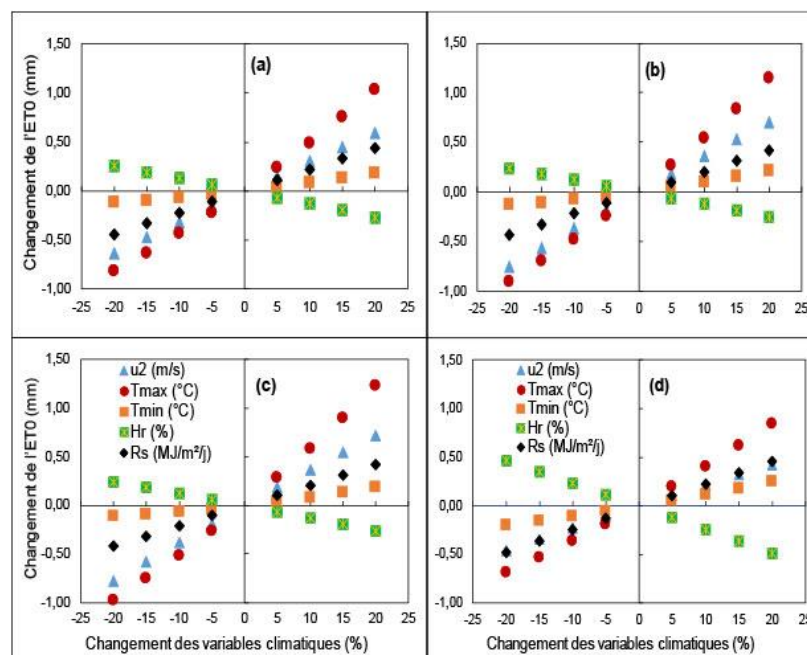 Changement de l'ET0 (mm)
1,50
1,00
0,50
0,00
-0,50
-1,00
-25 -20 -15 -10 -5 0 5 10 15 20 25
(a)
1,50
1,00
0,50
0,00
-0,50
-1,00
-25 -20 -15 -10 -5 0 5 10 15 20 25
(b)
Changement de l'ET0 (mm)
1,50
1,00
0,50
0,00
-0,50
-1,00
u2 (m/s)
Tmax (°C)
Tmin (°C)
Hr (%)
Rs (MJ/m²/j)
(c)
-25 -20 -15 -10 -5 0 5 10 15 20 25
Changement des variables climatiques (%)
1,50
1,00
0,50
0,00
-0,50
-1,00
u2 (m/s)
Tmax (°C)
Tmin (°C)
Hr (%)
Rs (MJ/m²/j)
(d)
-25 -20 -15 -10 -5 0 5 10 15 20 25
Changement des variables climatiques (%)